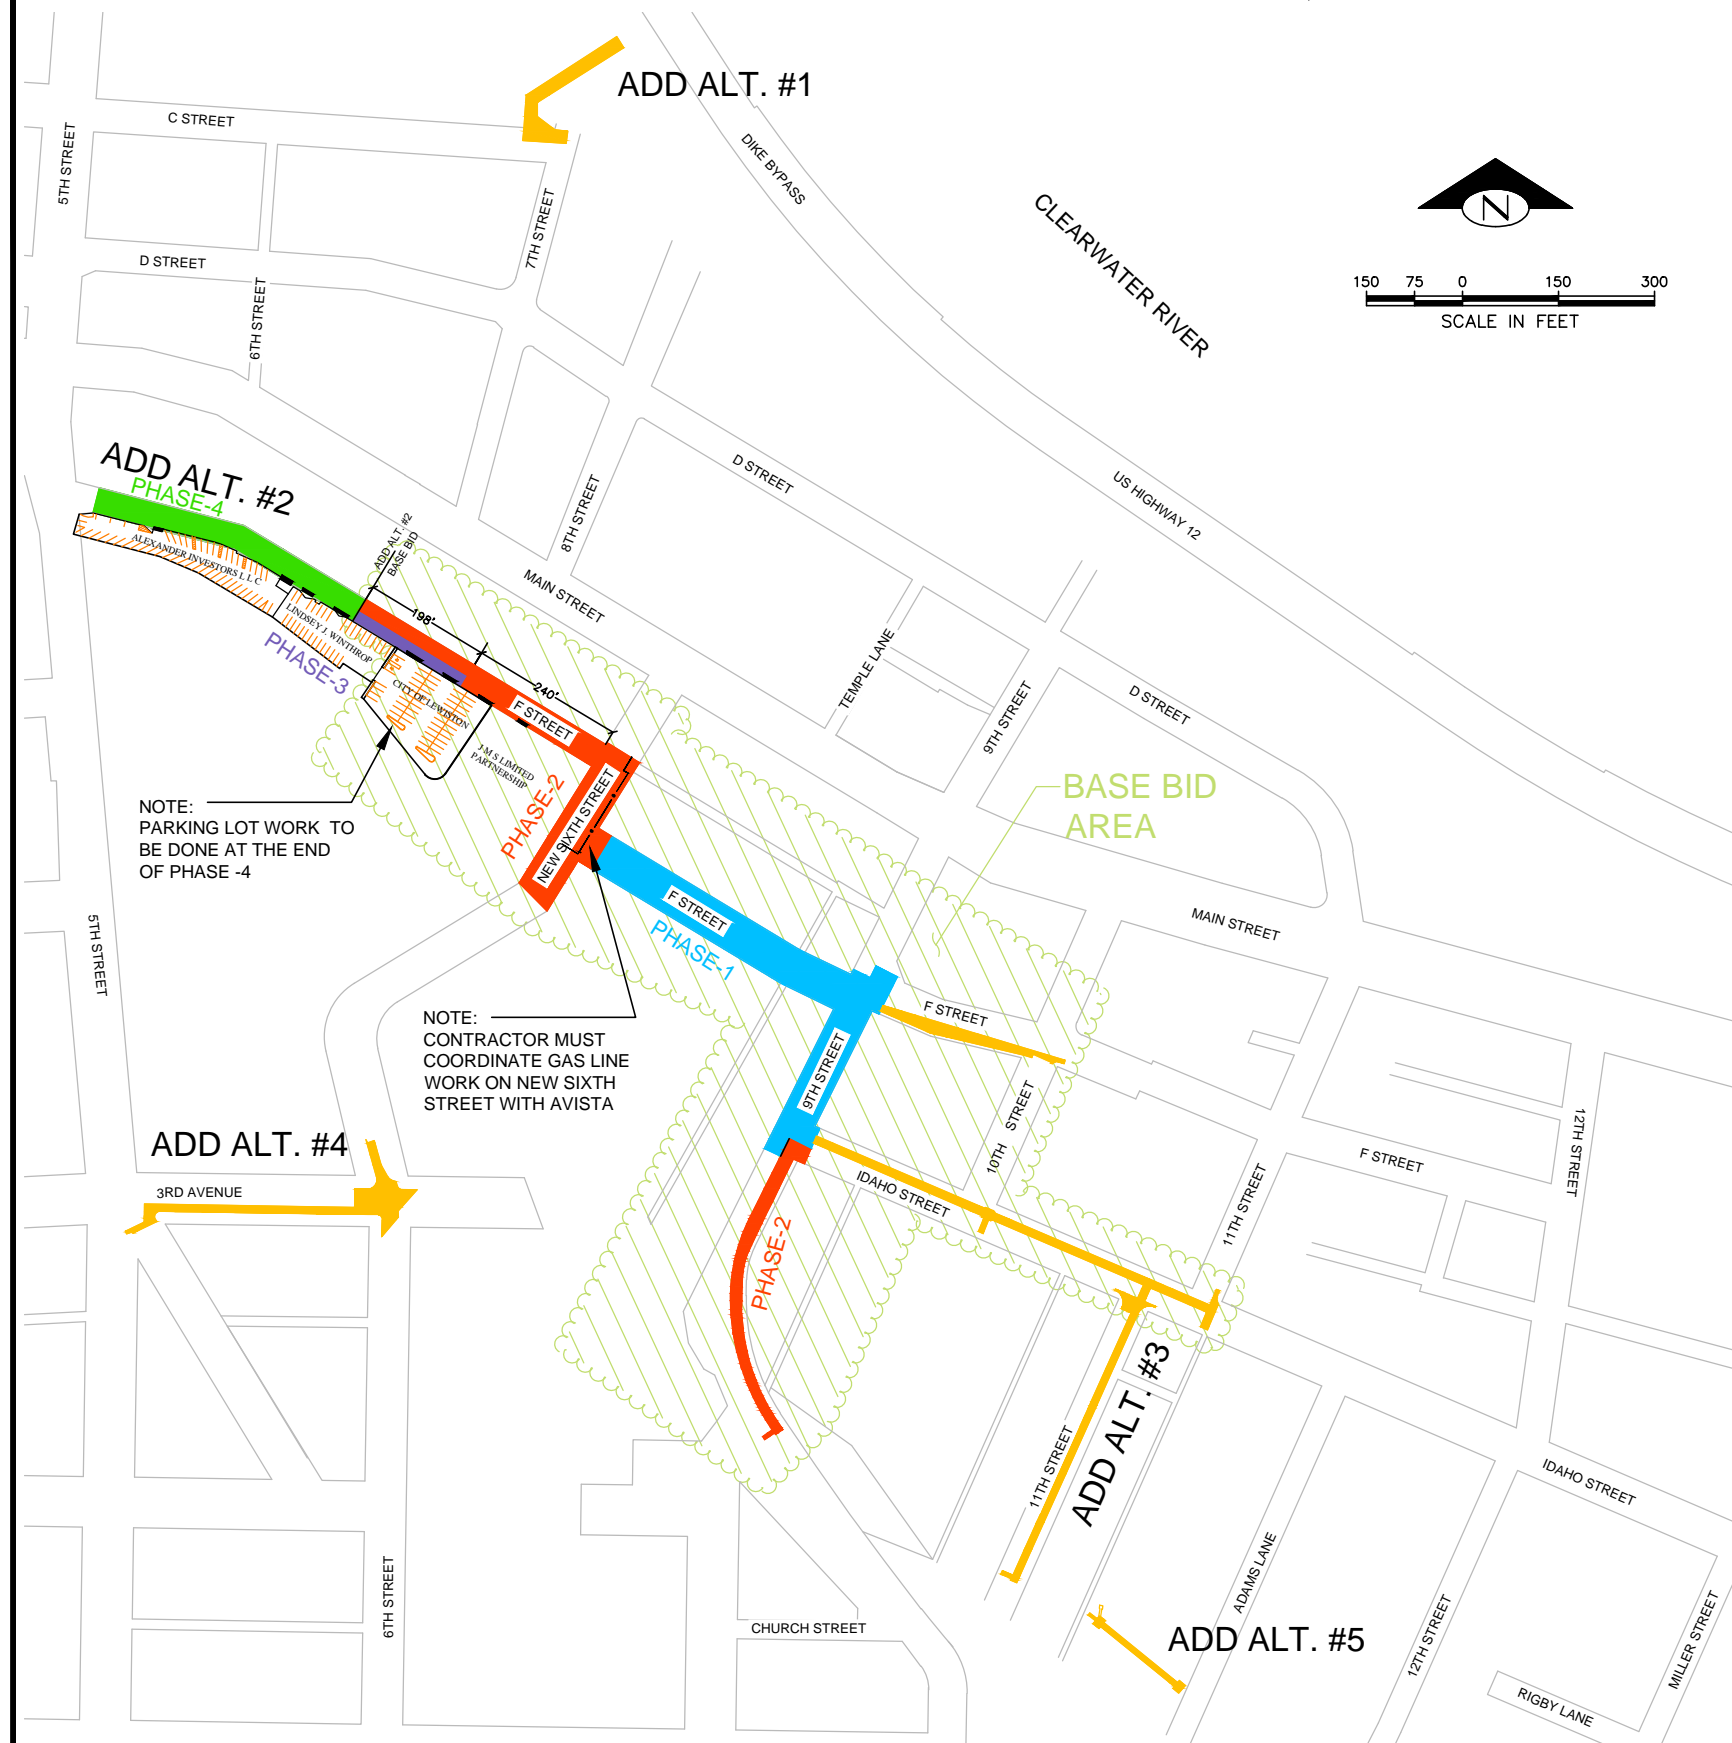 ADD ALT. #1
C STREET
5TH STREET
DIKE BYPASS
7TH STREET
CLEARWATER RIVER
N
150 75 0 150 300
SCALE IN FEET
D STREET
6TH STREET
D STREET
US HIGHWAY 12
8TH STREET
MAIN STREET
ADD ALT. #2
PHASE-4
ALEXANDER INVESTORS L L C
ADD ALT. #2
BASE BID
198'
LINDSEY J. WINTHROP
PHASE-3
CITY OF LEWISTON
240'
F STREET
J M S LIMITED
PARTNERSHIP
TEMPLE LANE
9TH STREET
D STREET
NOTE:
PARKING LOT WORK TO
BE DONE AT THE END
OF PHASE -4
PHASE-2
NEW SIXTH STREET
BASE BID
AREA
F STREET
PHASE-1
MAIN STREET
5TH STREET
NOTE:
CONTRACTOR MUST
COORDINATE GAS LINE
WORK ON NEW SIXTH
STREET WITH AVISTA
F STREET
9TH STREET
10TH STREET
12TH STREET
F STREET
ADD ALT. #4
3RD AVENUE
IDAHO STREET
11TH STREET
PHASE-2
ADD ALT. #3
11TH STREET
IDAHO STREET
6TH STREET
CHURCH STREET
ADAMS LANE
ADD ALT. #5
12TH STREET
MILLER STREET
RIGBY LANE